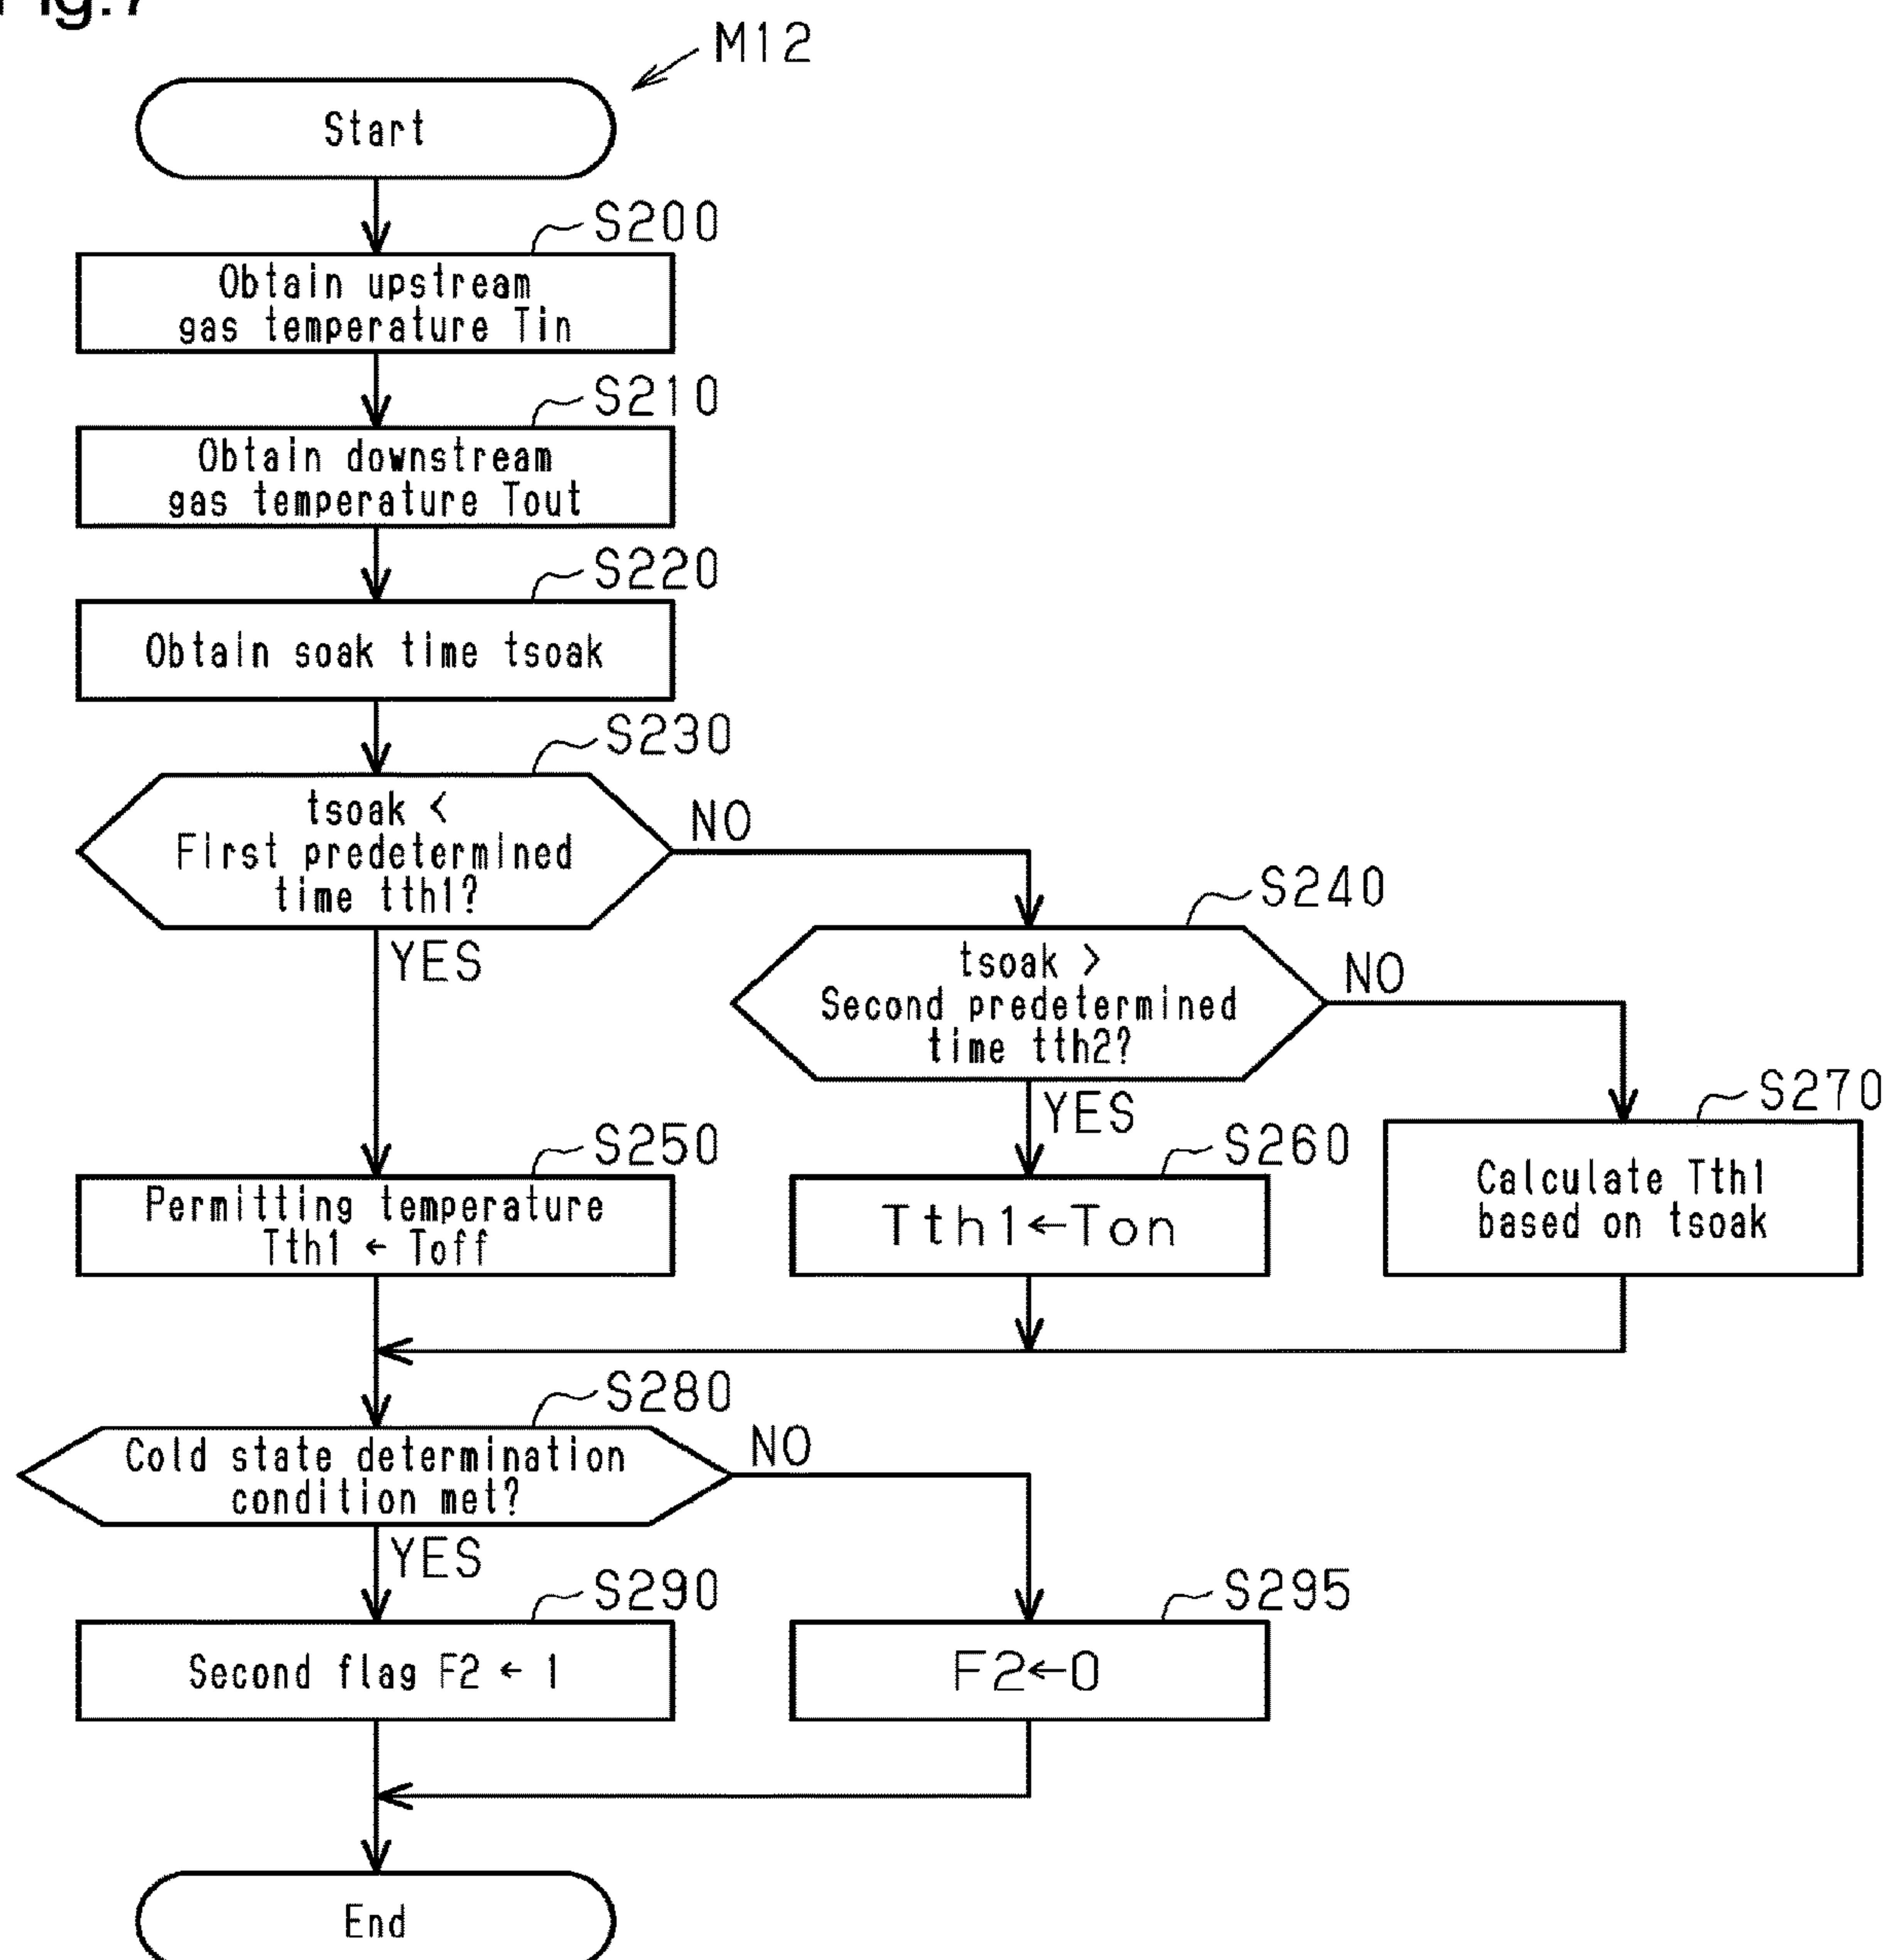 Fig.7
M12
Start
S200
Obtain upstream
gas temperature Tin
S210
Obtain downstream
gas temperature Tout
S220
Obtain soak time tsoak
S230
tsoak <
First predetermined
time tth1?
NO
YES
S240
tsoak >
Second predetermined
time tth2?
NO
YES
S250
Permitting temperature
Tth1 ← Toff
S260
Tth1←Ton
S270
Calculate Tth1
based on tsoak
S280
Cold state determination
condition met?
NO
YES
S290
Second flag F2 ← 1
S295
F2←0
End